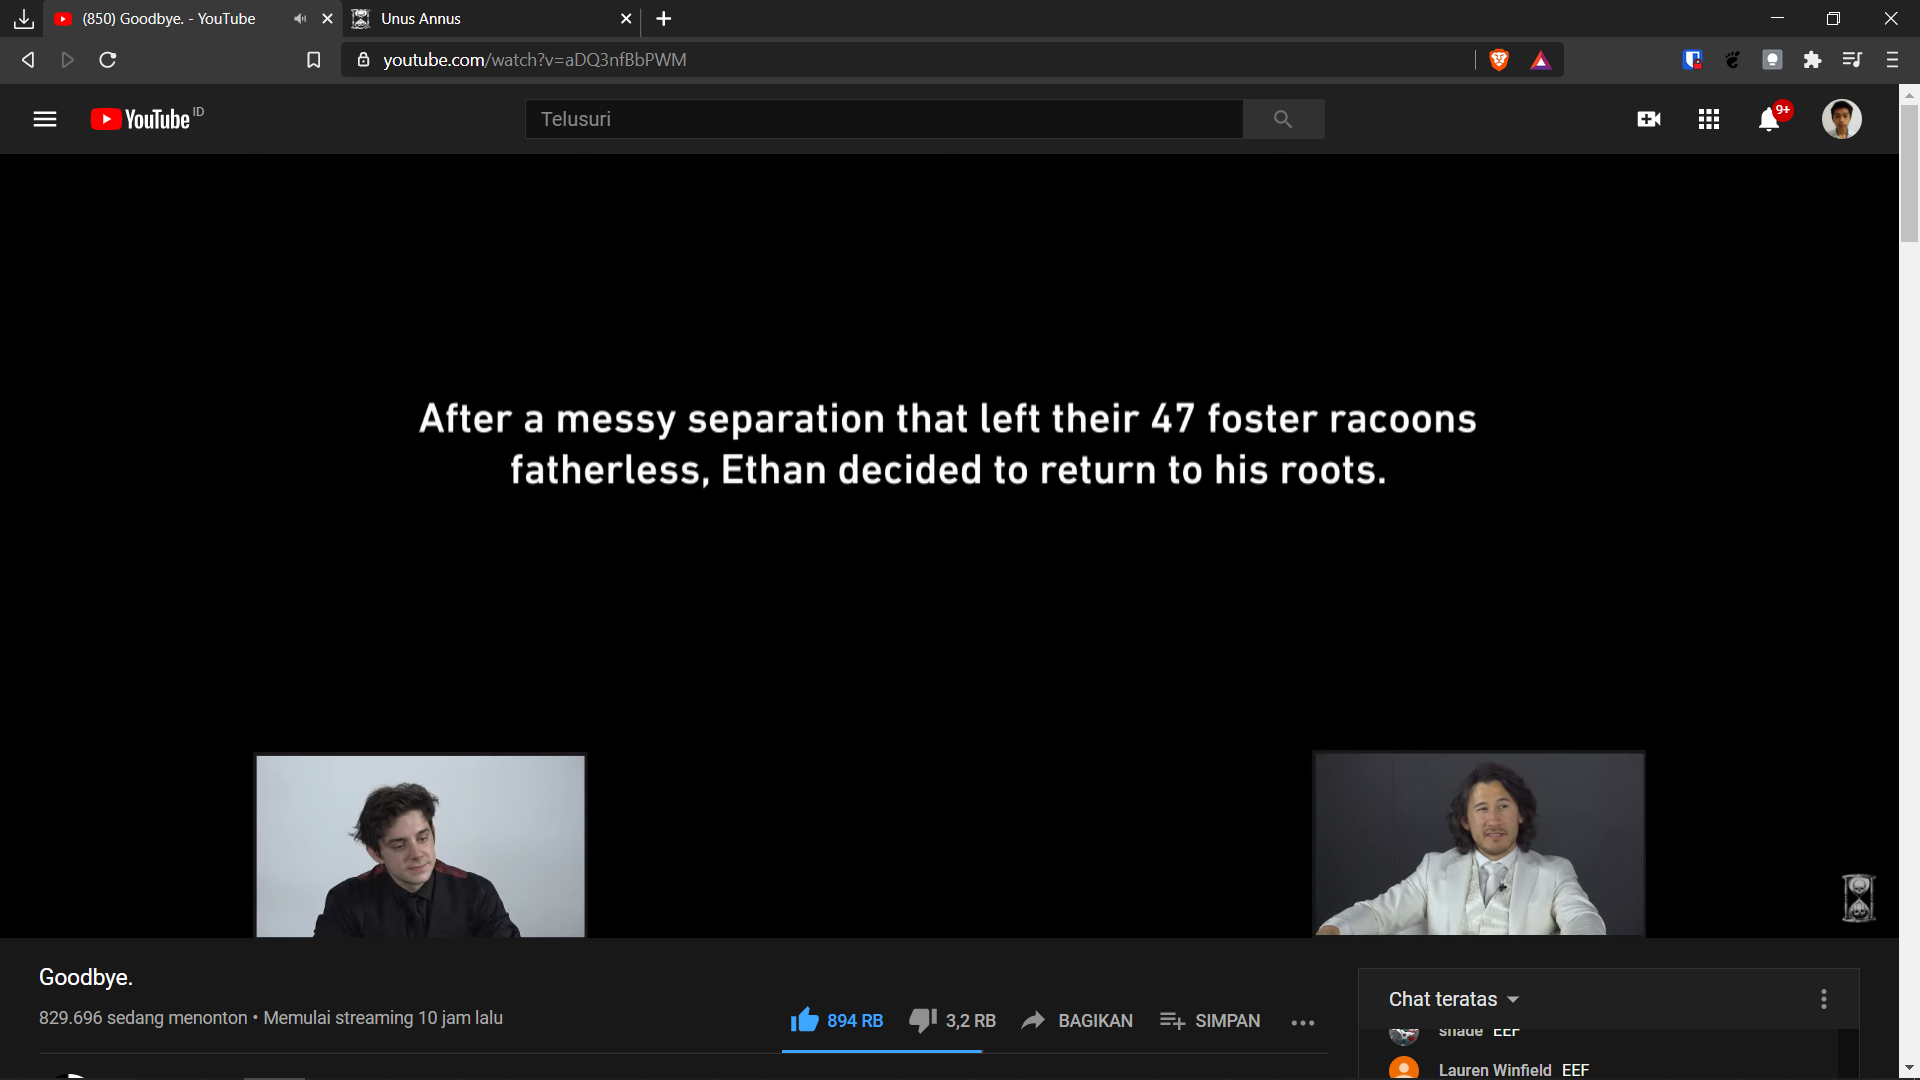 (850) Goodbye. - YouTube
Unus Annus
youtube.com/watch?v=aDQ3nfBbPWM
YouTube ID
Telusuri
9+
After a messy separation that left their 47 foster racoons
fatherless, Ethan decided to return to his roots.
Goodbye.
829.696 sedang menonton • Memulai streaming 10 jam lalu
894 RB
3,2 RB
BAGIKAN
SIMPAN
Chat teratas
shade EEF
Lauren Winfield EEF